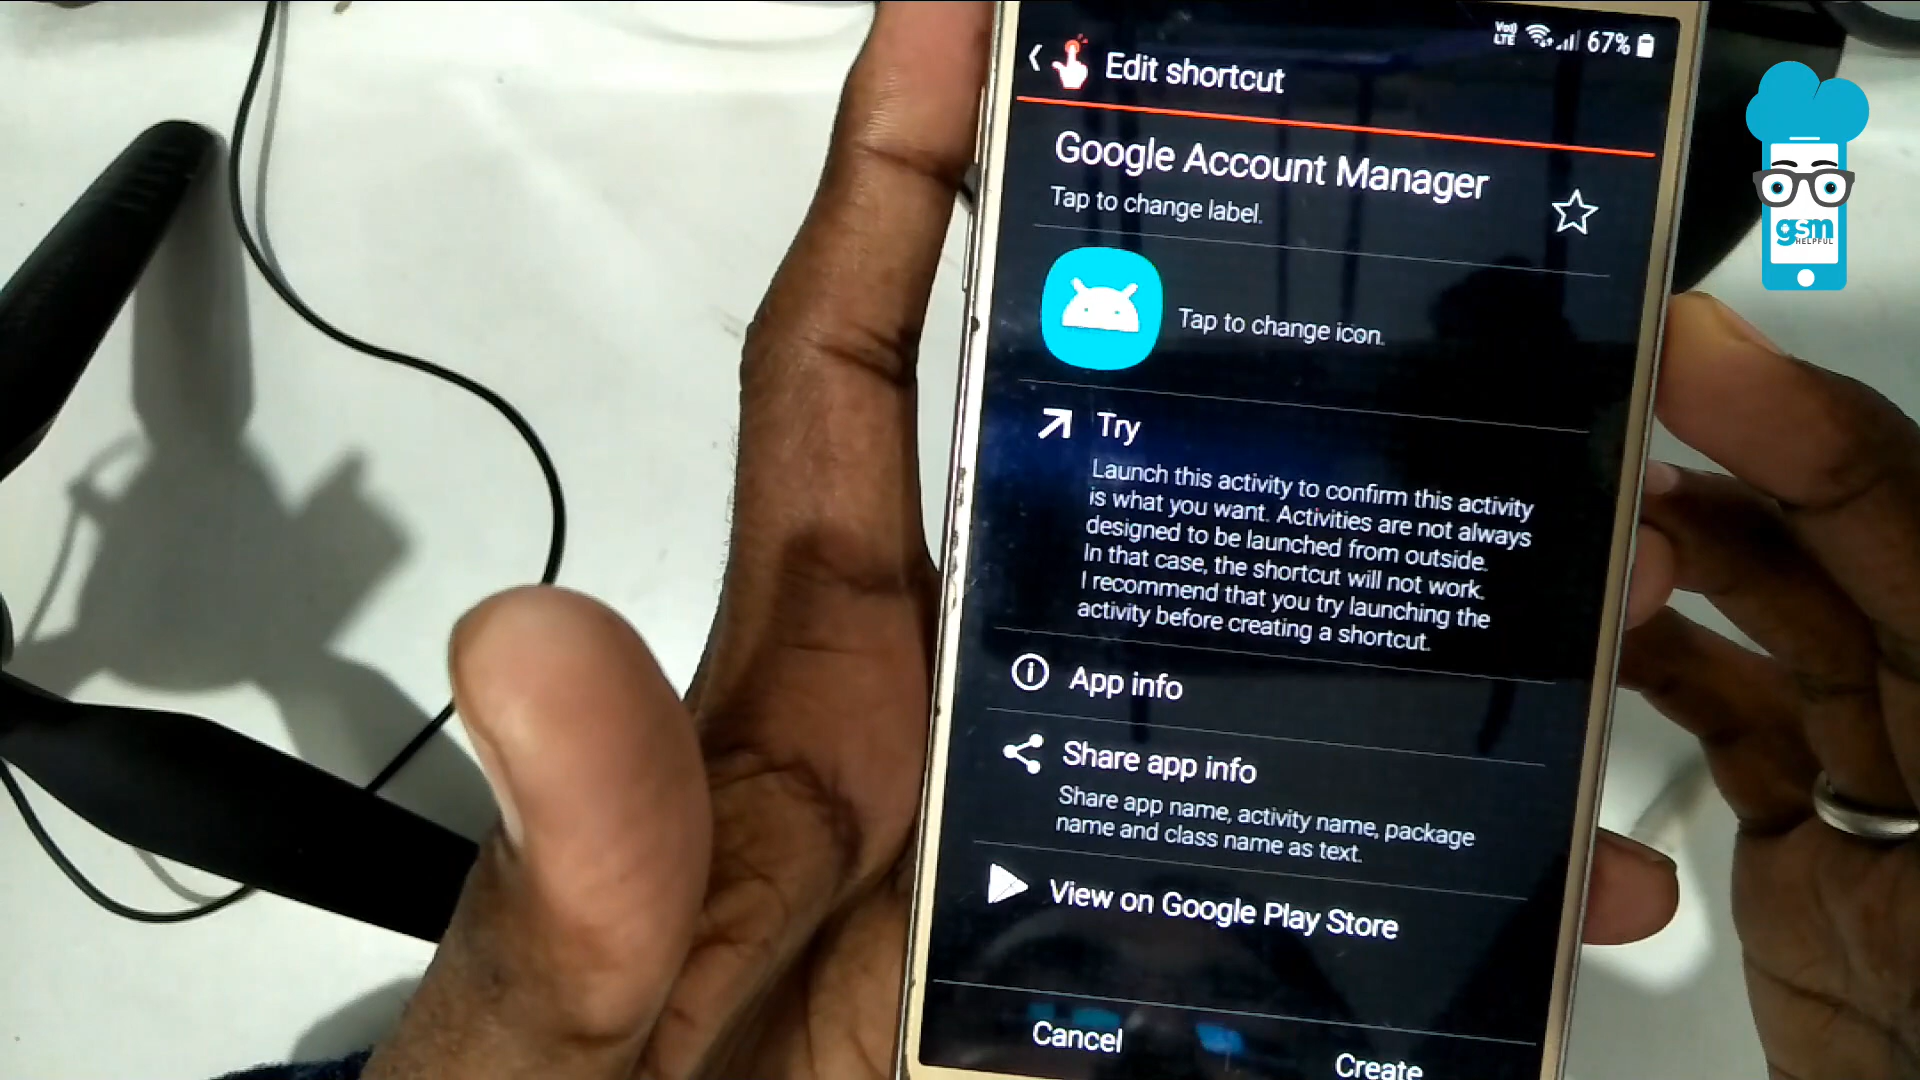 Vo)
LTE
67%
Edit shortcut
Google Account Manager
Tap to change label.
Tap to change icon.
Try
Launch this activity to confirm this activity
is what you want. Activities are not always
designed to be launched from outside.
In that case, the shortcut will not work.
I recommend that you try launching the
activity before creating a shortcut.
App info
Share app info
Share app name, activity name, package
name and class name as text.
View on Google Play Store
Cancel
Create
gsm
HELPFUL